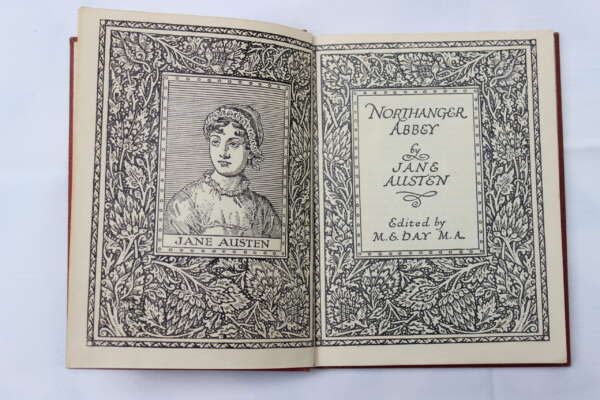 JANE AUSTEN
NORTHANGER
ABBEY
by
JANE
AUSTEN
Edited by
M. E. DAY M. A.